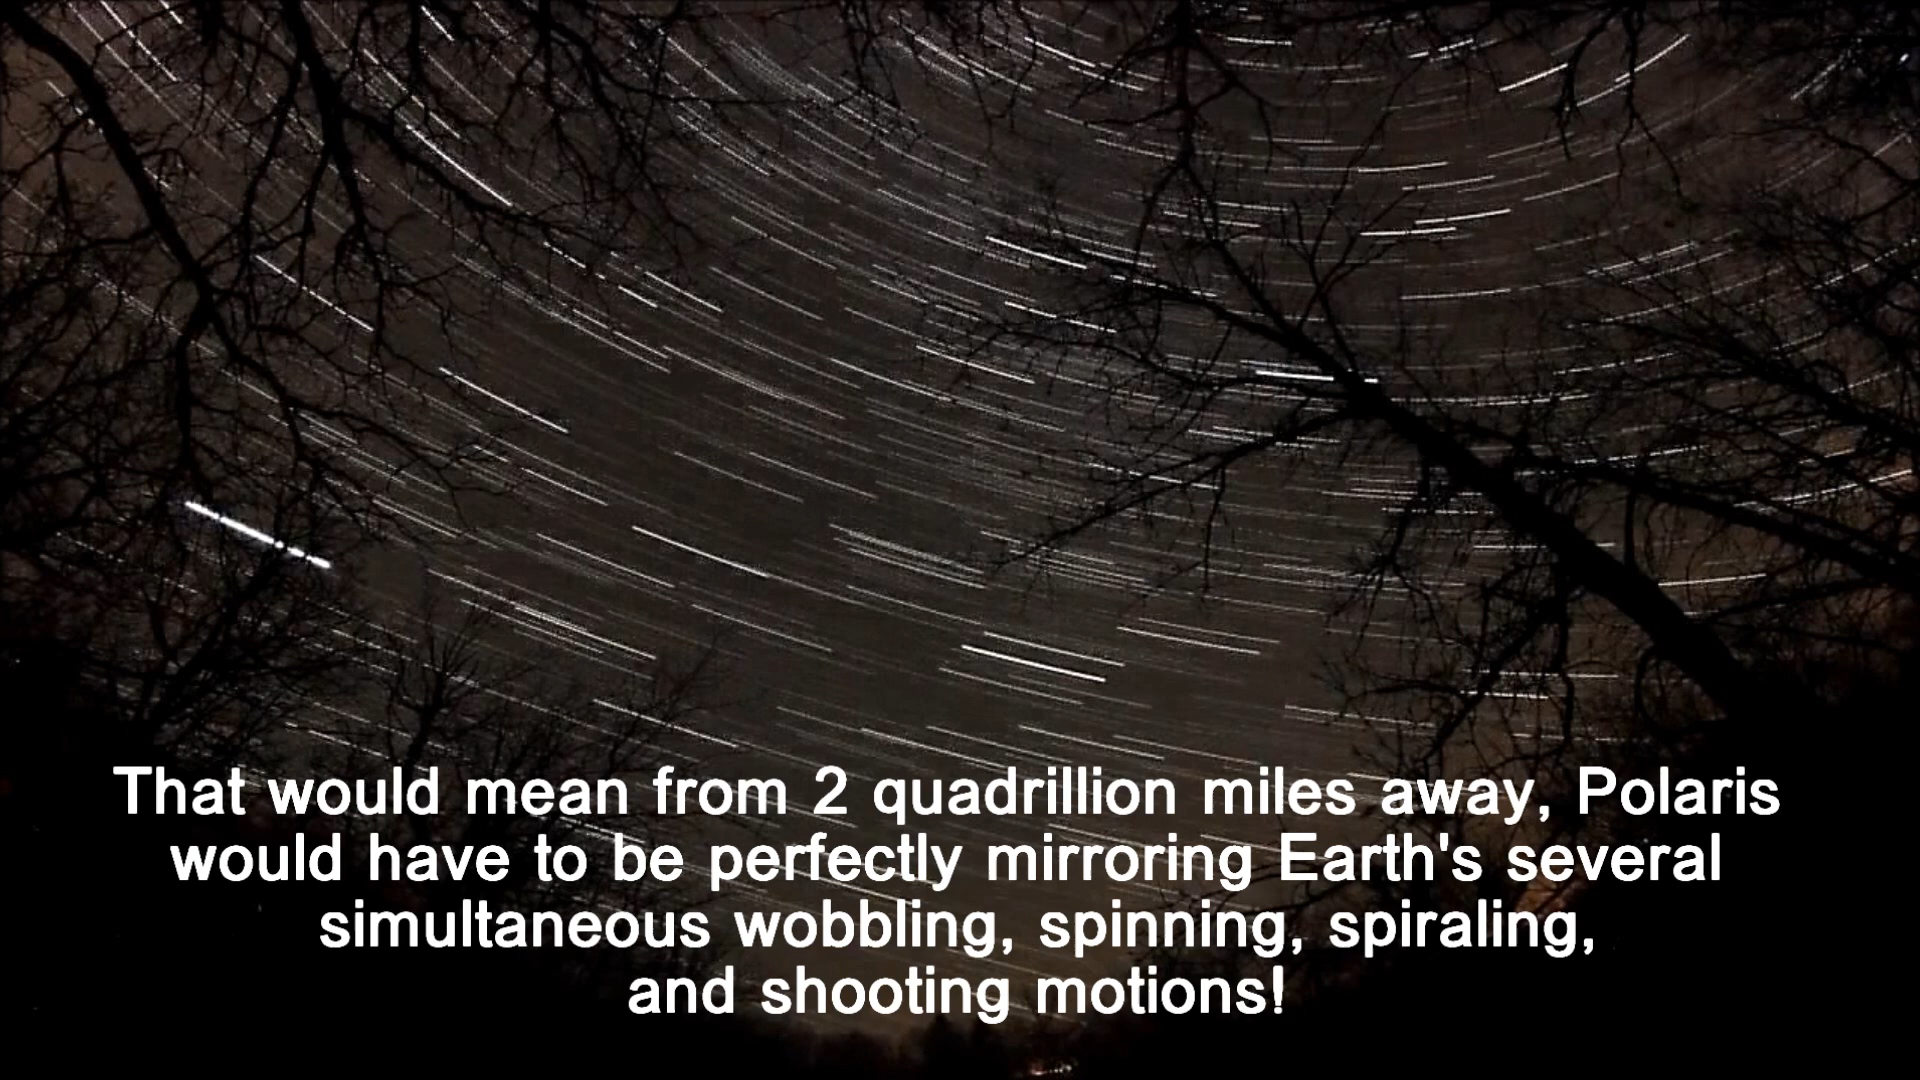 That would mean from 2 quadrillion miles away, Polaris
would have to be perfectly mirroring Earth's several
simultaneous wobbling, spinning, spiraling,
and shooting motions!